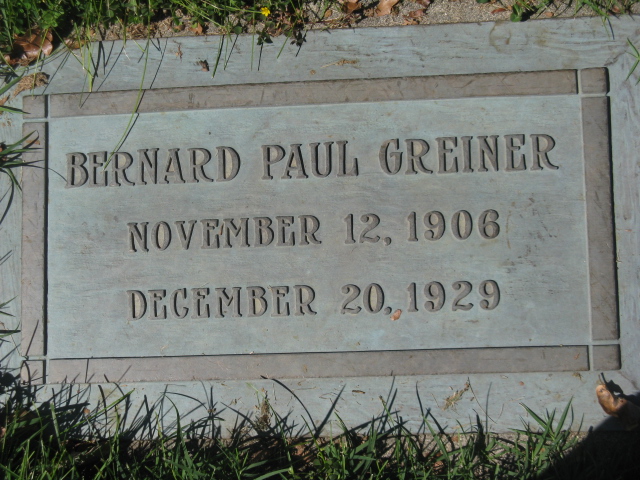 BERNARD PAUL GREINER
NOVEMBER 12, 1906
DECEMBER 20, 1929